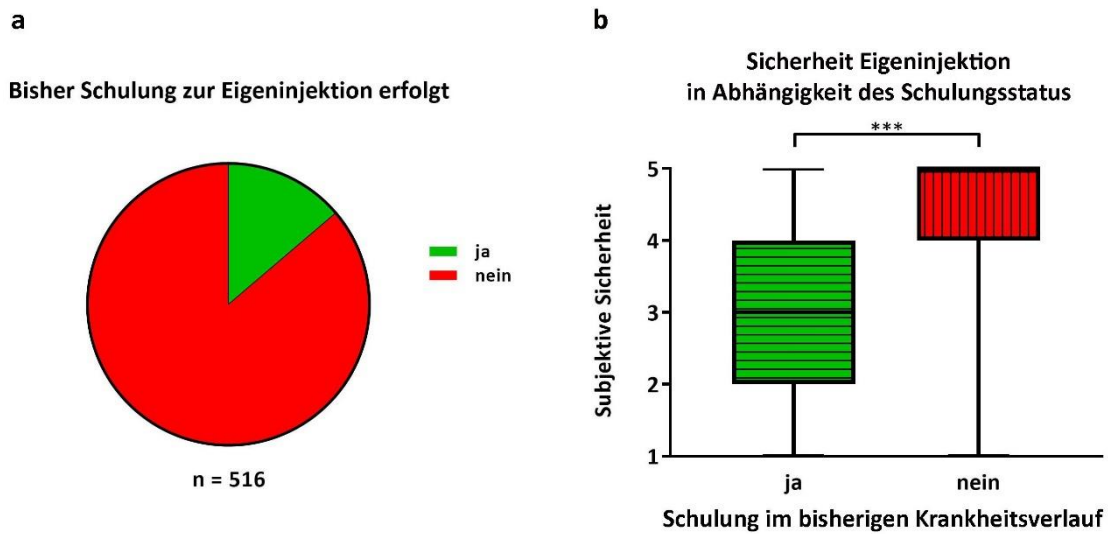 a
Bisher Schulung zur Eigeninjektion erfolgt
ja
nein
n = 516
b
Sicherheit Eigeninjektion
in Abhängigkeit des Schulungsstatus
***
Subjektive Sicherheit
5
4
3
2
1
ja
nein
Schulung im bisherigen Krankheitsverlauf